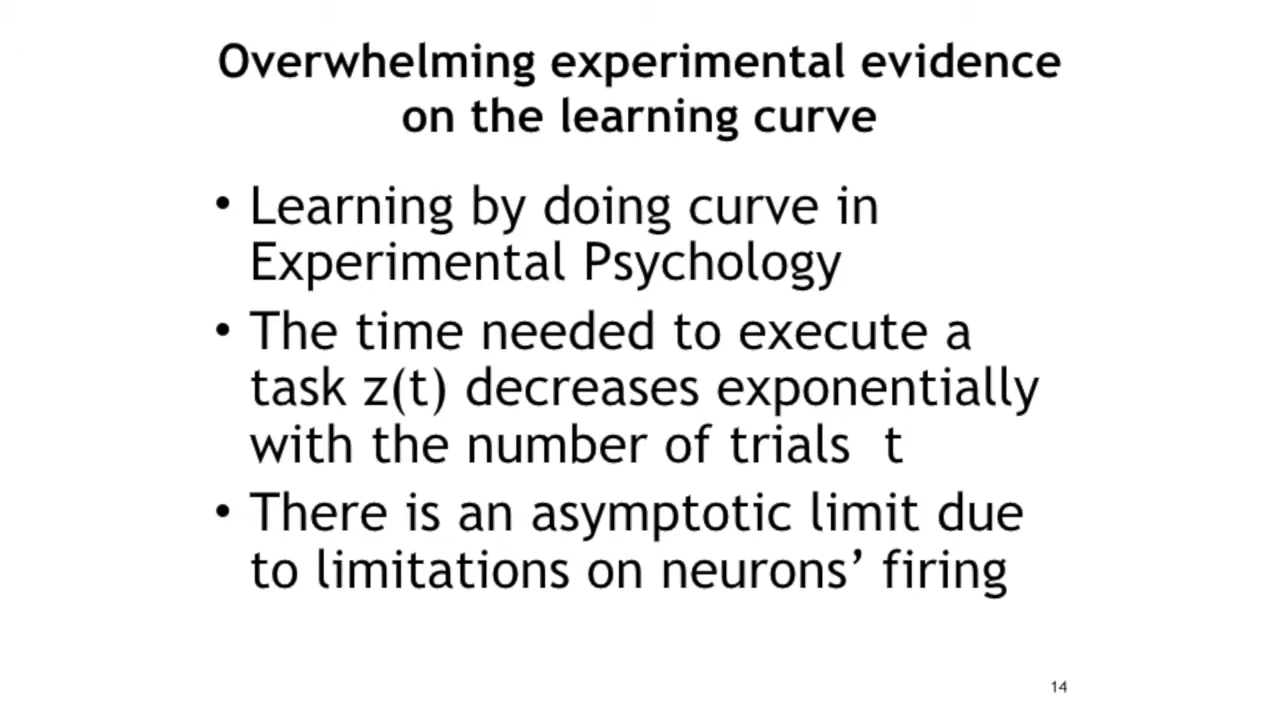 Overwhelming experimental evidence
on the learning curve
• Learning by doing curve in
Experimental Psychology
• The time needed to execute a
task z(t) decreases exponentially
with the number of trials  t
• There is an asymptotic limit due
to limitations on neurons’ firing
14